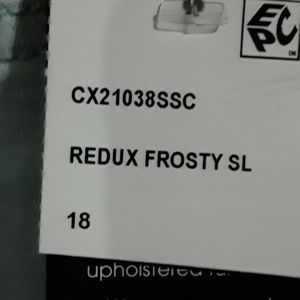 EPC
CX21038SSC
REDUX FROSTY SL
18
upholstered